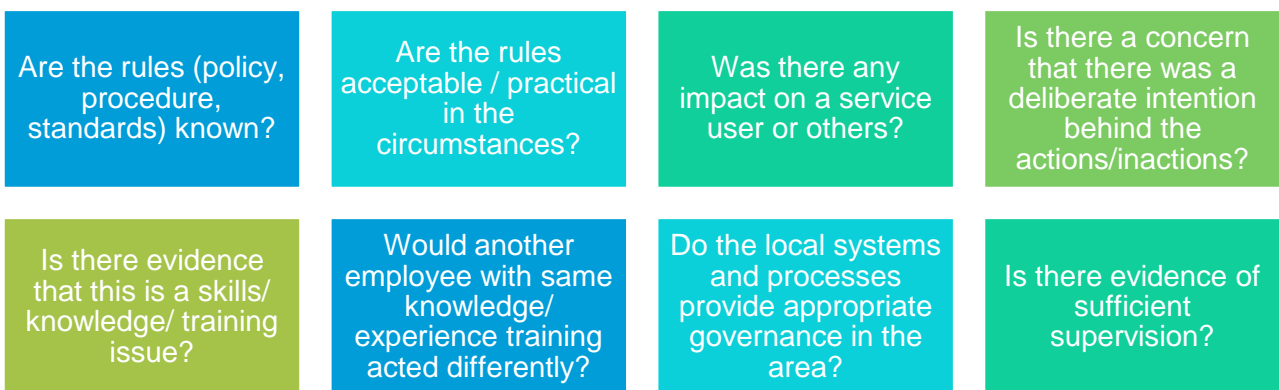 Are the rules (policy,
procedure,
standards) known?
Are the rules
acceptable / practical
in the
circumstances?
Was there any
impact on a service
user or others?
Is there a concern
that there was a
deliberate intention
behind the
actions/inactions?
Is there evidence
that this is a skills/
knowledge/ training
issue?
Would another
employee with same
knowledge/
experience training
acted differently?
Do the local systems
and processes
provide appropriate
governance in the
area?
Is there evidence of
sufficient
supervision?